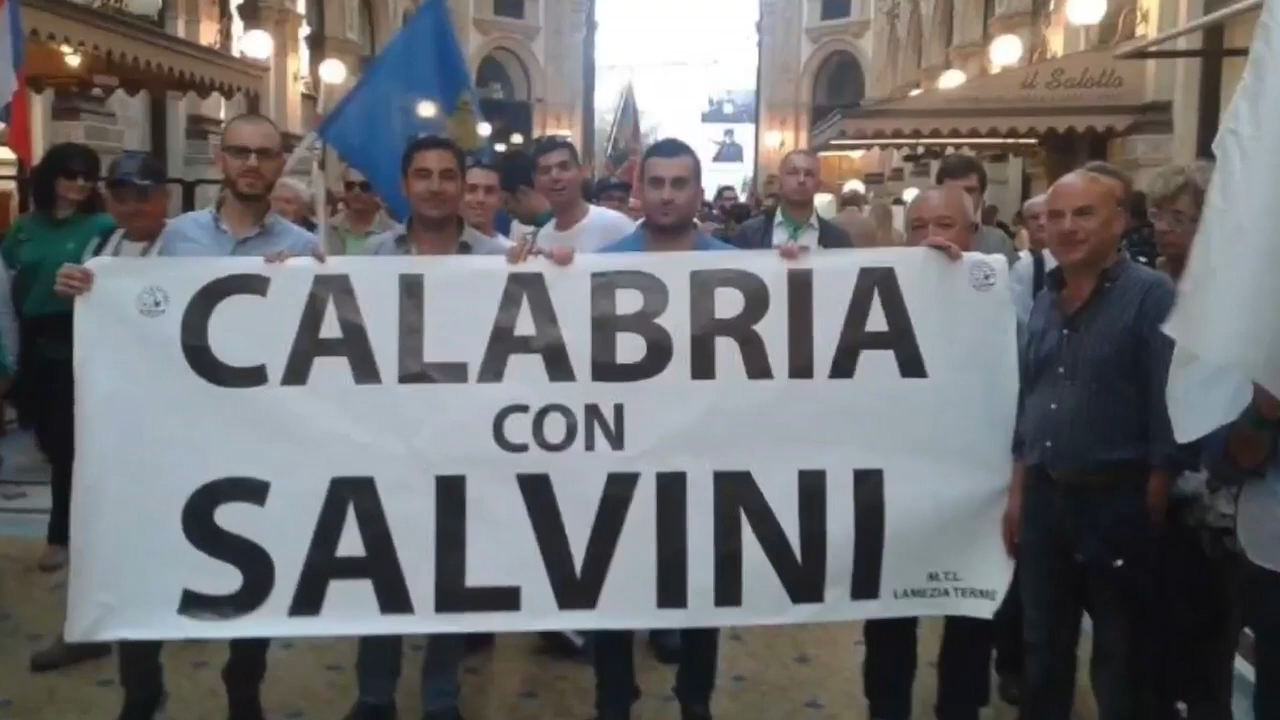 il Salotto
CALABRIA
CON
SALVINI
M.T.L.
LAMEZIA TERME